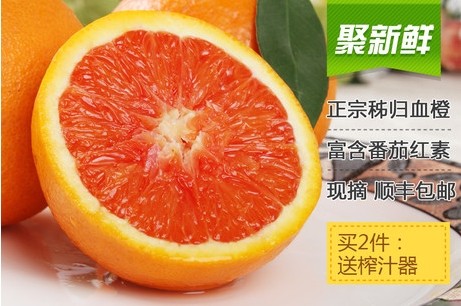 聚新鲜
正宗秭归血橙
富含番茄红素
现摘 顺丰包邮
买2件：
送榨汁器